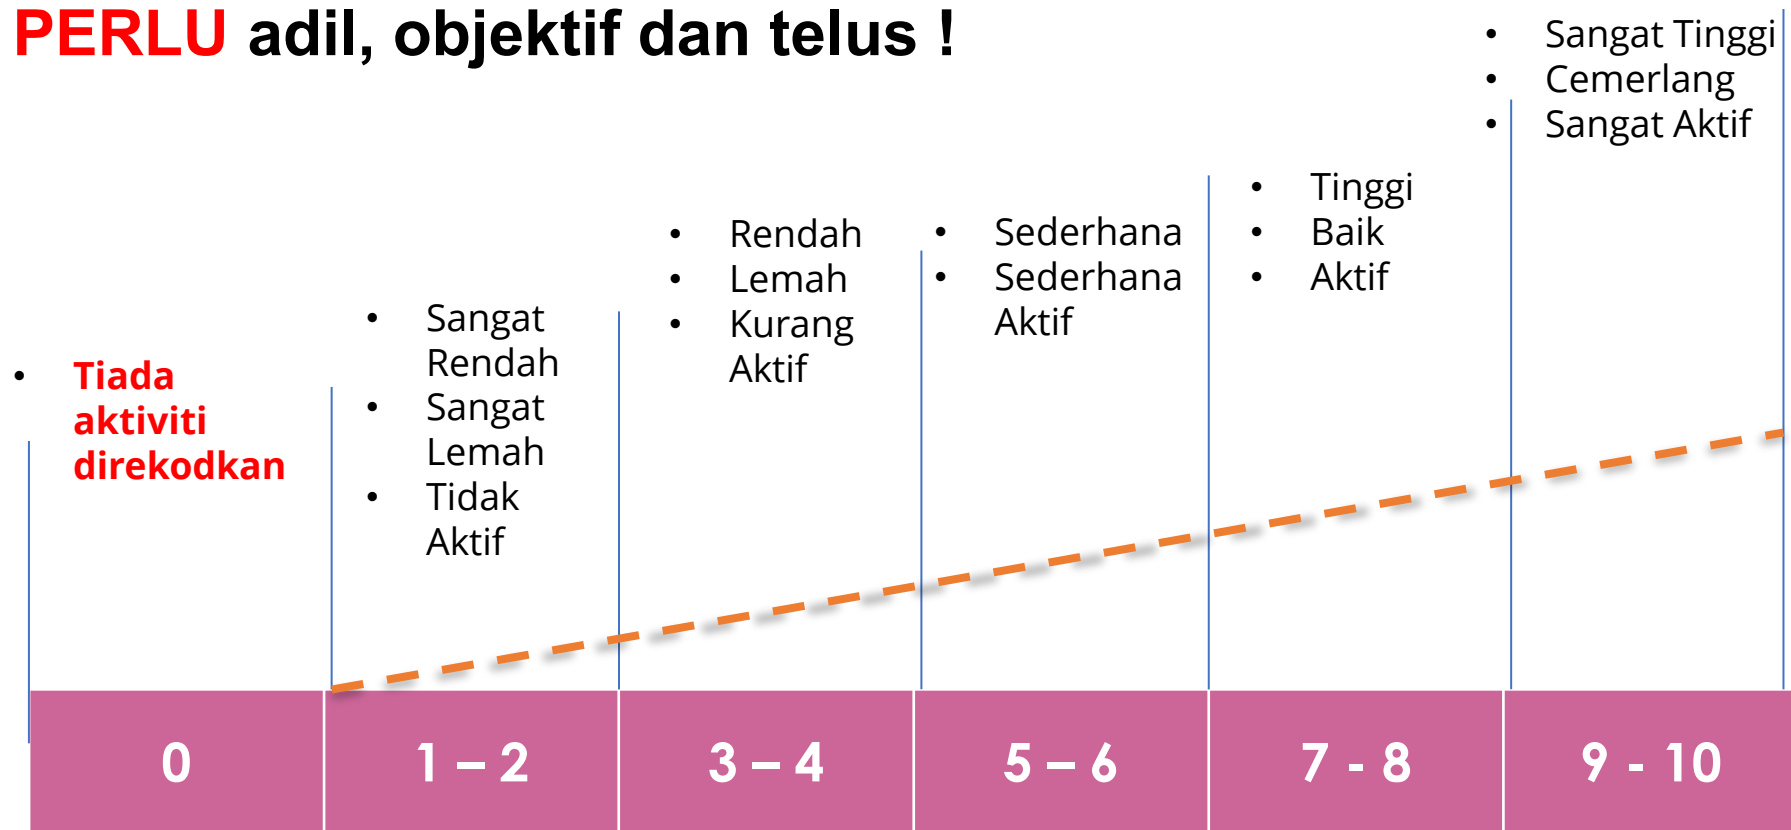 PERLU adil, objektif dan telus !
• Tiada
aktiviti
direkodkan
• Sangat
Rendah
• Sangat
Lemah
• Tidak
Aktif
• Rendah
• Lemah
• Kurang
Aktif
• Sederhana
• Sederhana
Aktif
• Tinggi
• Baik
• Aktif
• Sangat Tinggi
• Cemerlang
• Sangat Aktif
0
1 – 2
3 – 4
5 – 6
7 - 8
9 - 10